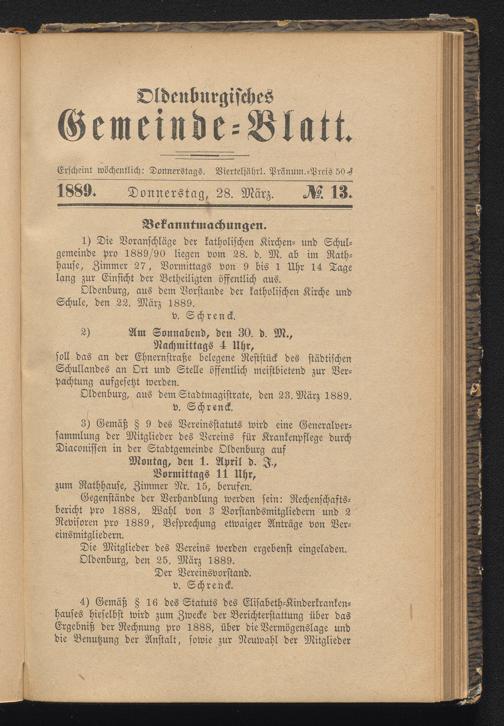 Oldenburgisches
Gemeinde-Blatt.
Erscheint wöchentlich: Donnerstags. Vierteljährl. Pränum.-Preis 50 ₰
1889. Donnerstag, 28. März. № 13.
Bekanntmachungen.
1) Die Voranschläge der katholischen Kirchen- und Schul-
gemeinde pro 1889/90 liegen vom 28. d. M. ab im Rath-
hause, Zimmer 27, Vormittags von 9 bis 1 Uhr 14 Tage
lang zur Einsicht der Betheiligten öffentlich aus.
Oldenburg, aus dem Vorstande der katholischen Kirche und
Schule, den 22. März 1889.
v. Schrenck.
2) Am Sonnabend, den 30. d. M.,
Nachmittags 4 Uhr,
soll das an der Ehnernstraße belegene Reststück des städtischen
Schullandes an Ort und Stelle öffentlich meistbietend zur Ver-
pachtung aufgesetzt werden.
Oldenburg, aus dem Stadtmagistrate, den 23. März 1889.
v. Schrenck.
3) Gemäß § 9 des Vereinsstatuts wird eine Generalver-
sammlung der Mitglieder des Vereins für Krankenpflege durch
Diaconissen in der Stadtgemeinde Oldenburg auf
Montag, den 1. April d. J.,
Vormittags 11 Uhr,
zum Rathhause, Zimmer Nr. 15, berufen.
Gegenstände der Verhandlung werden sein: Rechenschafts-
bericht pro 1888, Wahl von 3 Vorstandsmitgliedern und 2
Revisoren pro 1889, Besprechung etwaiger Anträge von Ver-
einsmitgliedern.
Die Mitglieder des Vereins werden ergebenst eingeladen.
Oldenburg, den 25. März 1889.
Der Vereinsvorstand.
v. Schrenck.
4) Gemäß § 16 des Statuts des Elisabeth-Kinderkranken-
hauses hieselbst wird zum Zwecke der Berichterstattung über das
Ergebniß der Rechnung pro 1888, über die Vermögenslage und
die Benutzung der Anstalt, sowie zur Neuwahl der Mitglieder